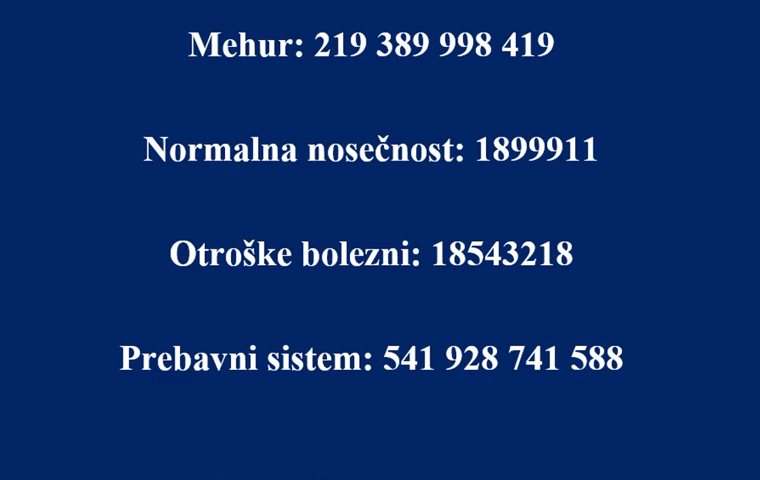 Mehur: 219 389 998 419
Normalna nosečnost: 1899911
Otroške bolezni: 18543218
Prebavni sistem: 541 928 741 588